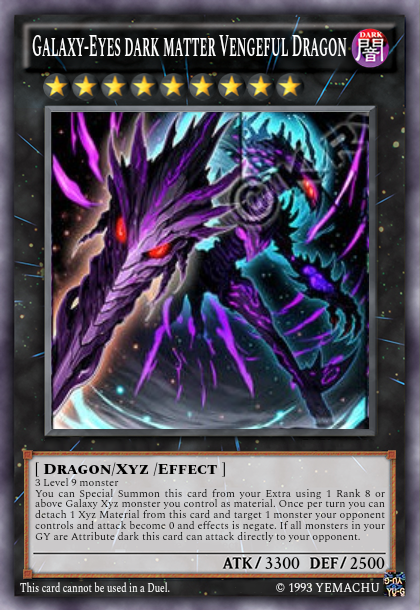 Galaxy-Eyes dark matter Vengeful Dragon
DARK
闇
[ Dragon/Xyz /Effect ]
3 Level 9 monster
You can Special Summon this card from your Extra using 1 Rank 8 or
above Galaxy Xyz monster you control as material. Once per turn you can
detach 1 Xyz Material from this card and target 1 monster your opponent
controls and attack become 0 and effects is negate. If all monsters in your
GY are Attribute dark this card can attack directly to your opponent.
ATK / 3300 DEF / 2500
This card cannot be used in a Duel.
© 1993 YEMACHU